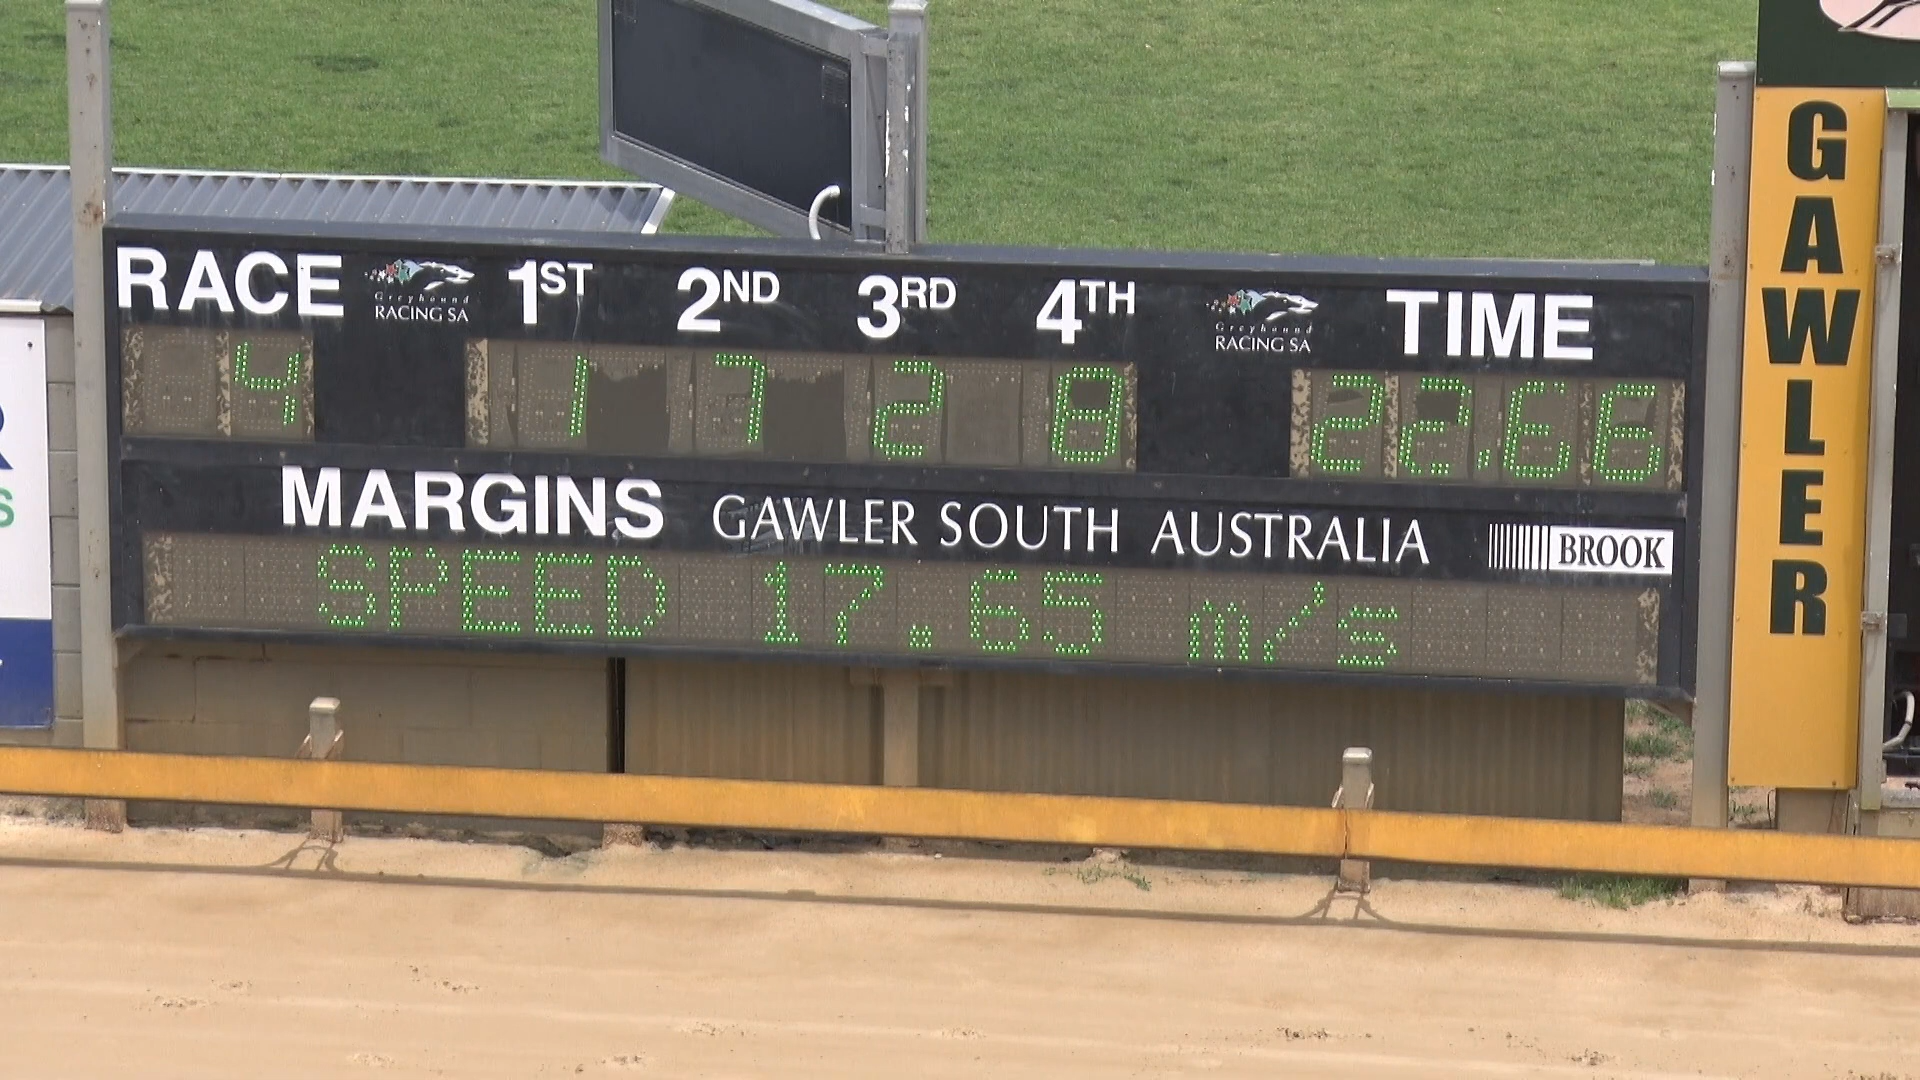 RACE Greyhound RACING SA 1ST 2ND 3RD 4TH Greyhound RACING SA TIME
4 1 7 2 8 22.66
MARGINS GAWLER SOUTH AUSTRALIA BROOK
SPEED 17.65 m/s
GAWLER
S